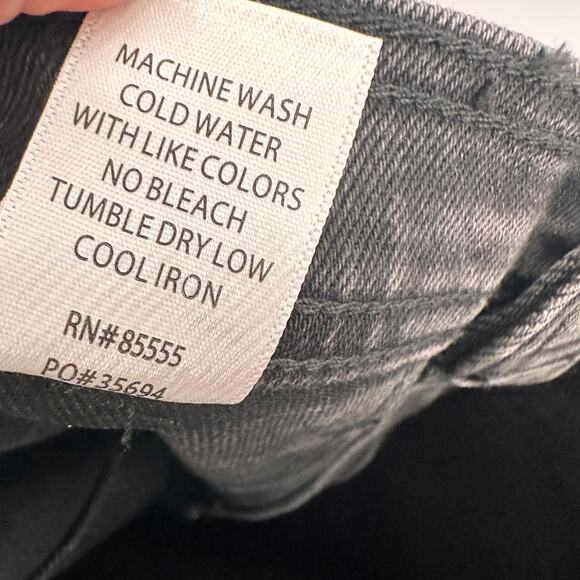 MACHINE WASH
COLD WATER
WITH LIKE COLORS
NO BLEACH
TUMBLE DRY LOW
COOL IRON
RN#85555
PO#35694